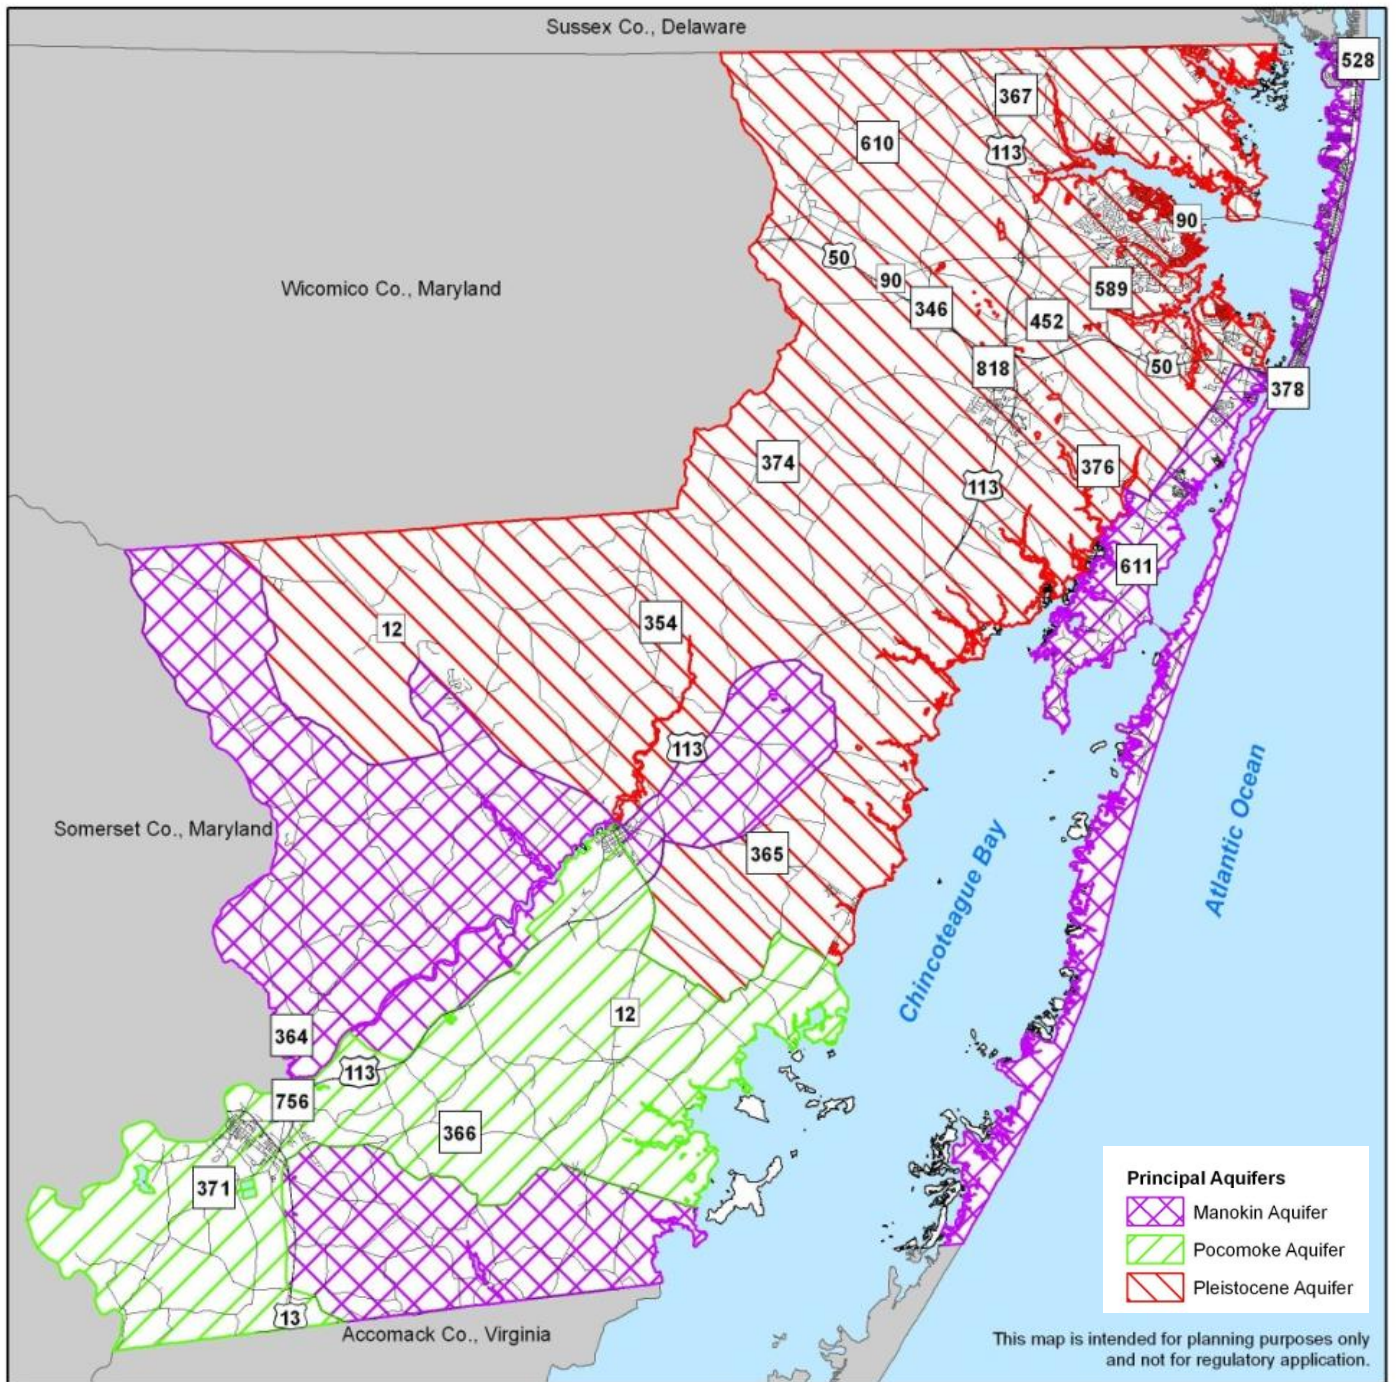 Sussex Co., Delaware
528
367
610
113
90
50
90
589
346
452
818
50
378
374
376
113
611
12
354
113
Wicomico Co., Maryland
Somerset Co., Maryland
365
Chincoteague Bay
Atlantic Ocean
12
364
113
756
366
371
13
Accomack Co., Virginia
Principal Aquifers
Manokin Aquifer
Pocomoke Aquifer
Pleistocene Aquifer
This map is intended for planning purposes only
and not for regulatory application.